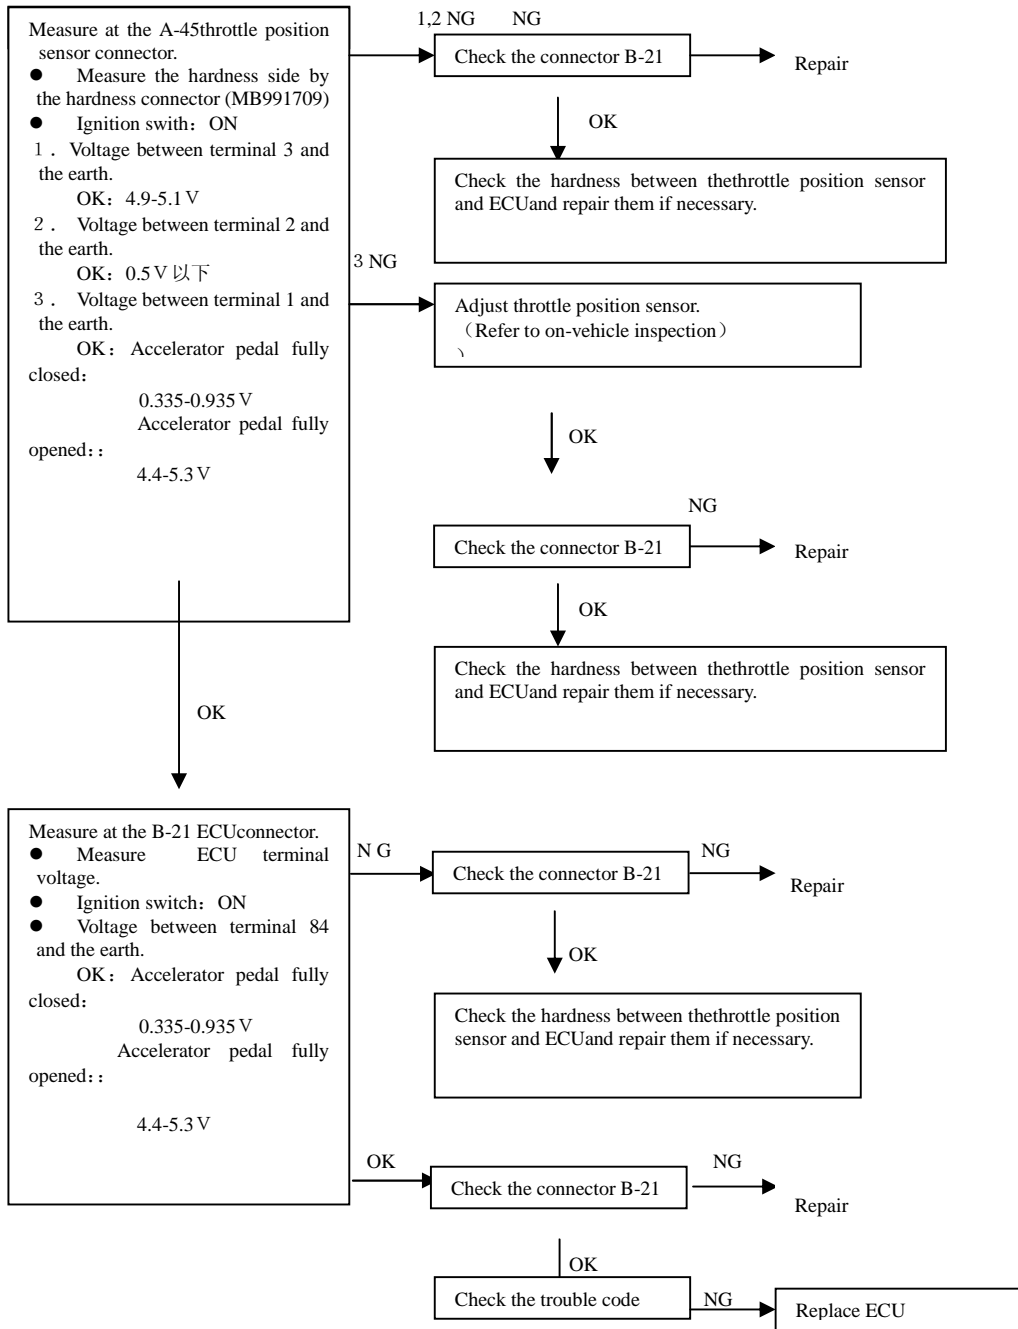 Measure at the A-45throttle position
sensor connector.
● Measure the hardness side by
the hardness connector (MB991709)
● Ignition swith：ON
１．Voltage between terminal 3 and
the earth.
OK：4.9-5.1Ｖ
２． Voltage between terminal 2 and
the earth.
OK：0.5Ｖ以下
３． Voltage between terminal 1 and
the earth.
OK：Accelerator pedal fully
closed：
0.335-0.935Ｖ
Accelerator pedal fully
opened：：
4.4-5.3Ｖ
1,2 NG NG
Check the connector B-21
Repair
OK
Check the hardness between thethrottle position sensor
and ECUand repair them if necessary.
3 NG
Adjust throttle position sensor.
（Refer to on-vehicle inspection）
OK
NG
Check the connector B-21
Repair
OK
Check the hardness between thethrottle position sensor
and ECUand repair them if necessary.
OK
Measure at the B-21 ECUconnector.
● Measure ECU terminal
voltage.
● Ignition switch：ON
● Voltage between terminal 84
and the earth.
OK：Accelerator pedal fully
closed：
0.335-0.935Ｖ
Accelerator pedal fully
opened：：
4.4-5.3Ｖ
N G
Check the connector B-21
NG
Repair
OK
Check the hardness between thethrottle position
sensor and ECUand repair them if necessary.
OK
Check the connector B-21
NG
Repair
OK
Check the trouble code
NG
Replace ECU